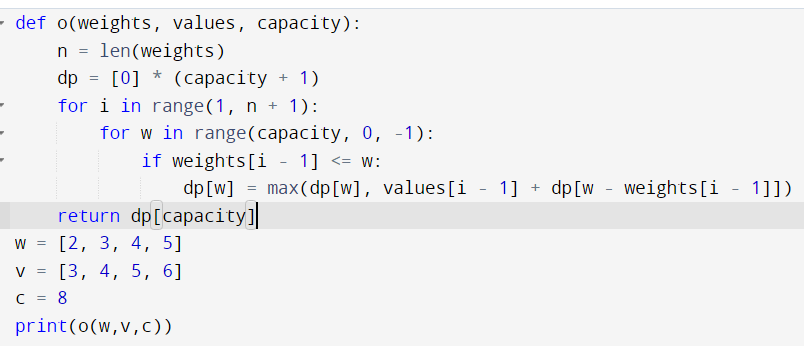 def o(weights, values, capacity):
    n = len(weights)
    dp = [0] * (capacity + 1)
    for i in range(1, n + 1):
        for w in range(capacity, 0, -1):
            if weights[i - 1] <= w:
                dp[w] = max(dp[w], values[i - 1] + dp[w - weights[i - 1]])
    return dp[capacity]
w = [2, 3, 4, 5]
v = [3, 4, 5, 6]
c = 8
print(o(w,v,c))